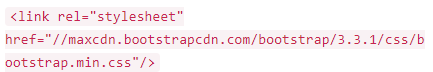 <link rel="stylesheet"
href="//maxcdn.bootstrapcdn.com/bootstrap/3.3.1/css/b
ootstrap.min.css"/>